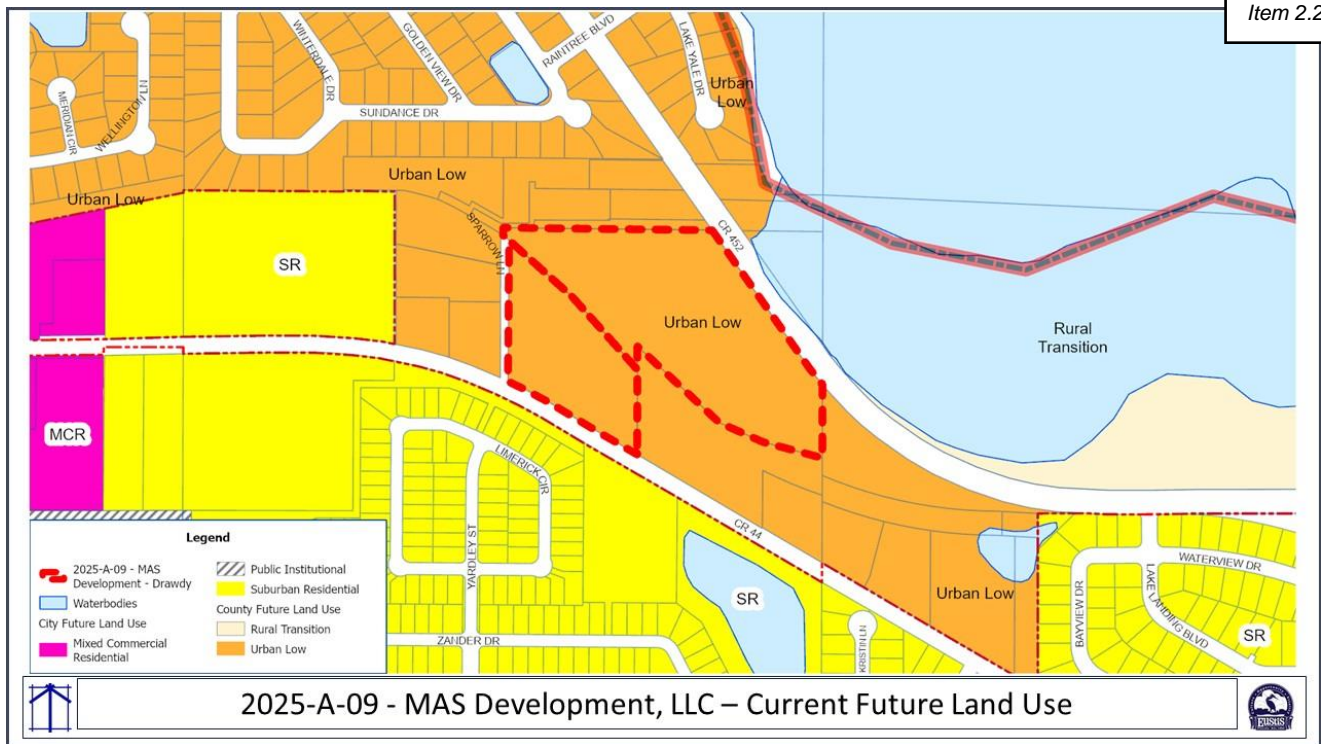 Item 2.2
WINTERDALE DR
GOLDEN VIEW DR
RAINTREE BLVD
LAKE YALE DR
Urban
Low
MERIDIAN CIR
WELLINGTON LN
SUNDANCE DR
Urban Low
Urban Low
SPARROW LN
CR 452
SR
Urban Low
Rural
Transition
MCR
LIMERICK CIR
YARDLEY ST
CR 44
ZANDER DR
SR
KRISTIN LN
Urban Low
WATERVIEW DR
BAYVIEW DR
LAKE LANDING BLVD
SR
Legend
2025-A-09 - MAS
Development - Drawdy
Waterbodies
City Future Land Use
Mixed Commercial
Residential
Public Institutional
Suburban Residential
County Future Land Use
Rural Transition
Urban Low
2025-A-09 - MAS Development, LLC – Current Future Land Use
EUSTIS